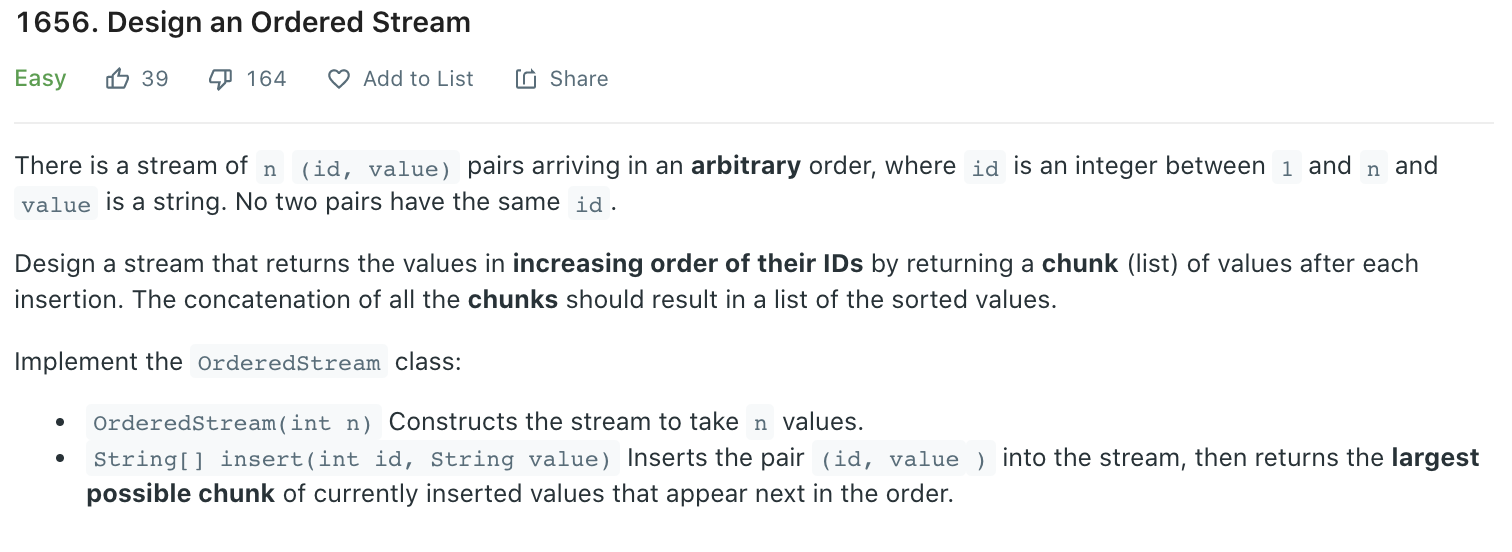 1656. Design an Ordered Stream
Easy 39 164 Add to List Share
There is a stream of n (id, value) pairs arriving in an arbitrary order, where id is an integer between 1 and n and
value is a string. No two pairs have the same id.
Design a stream that returns the values in increasing order of their IDs by returning a chunk (list) of values after each
insertion. The concatenation of all the chunks should result in a list of the sorted values.
Implement the OrderedStream class:
• OrderedStream(int n) Constructs the stream to take n values.
• String[] insert(int id, String value) Inserts the pair (id, value ) into the stream, then returns the largest
possible chunk of currently inserted values that appear next in the order.